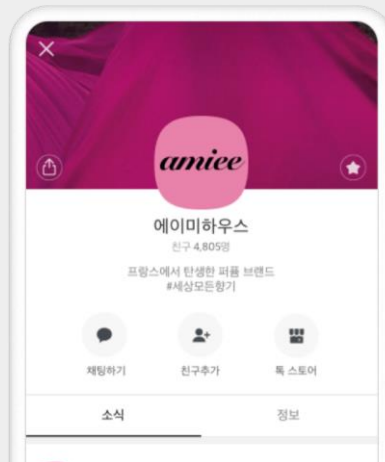 amiee
에이미하우스
친구 4,805명
프랑스에서 탄생한 퍼퓸 브랜드
#세상모든향기
채팅하기 친구추가 톡 스토어
소식 정보